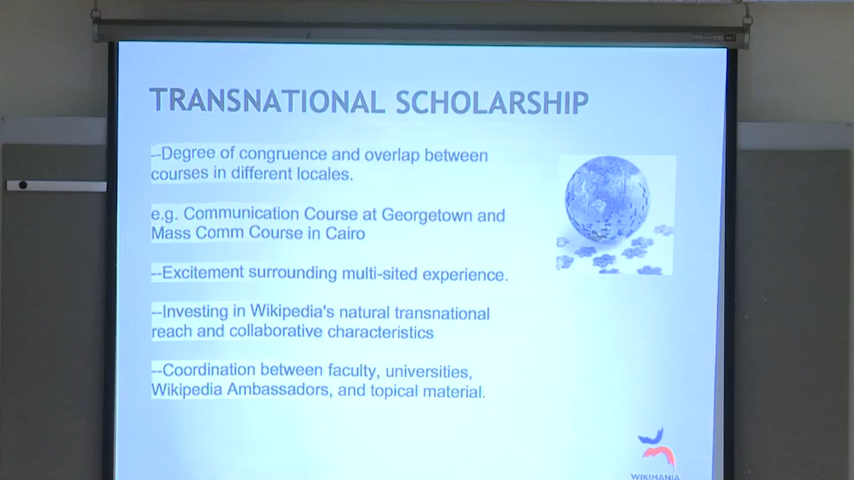 TRANSNATIONAL SCHOLARSHIP
--Degree of congruence and overlap between
courses in different locales.
e.g. Communication Course at Georgetown and
Mass Comm Course in Cairo
--Excitement surrounding multi-sited experience.
--Investing in Wikipedia's natural transnational
reach and collaborative characteristics
--Coordination between faculty, universities,
Wikipedia Ambassadors, and topical material.
WIKIMANIA